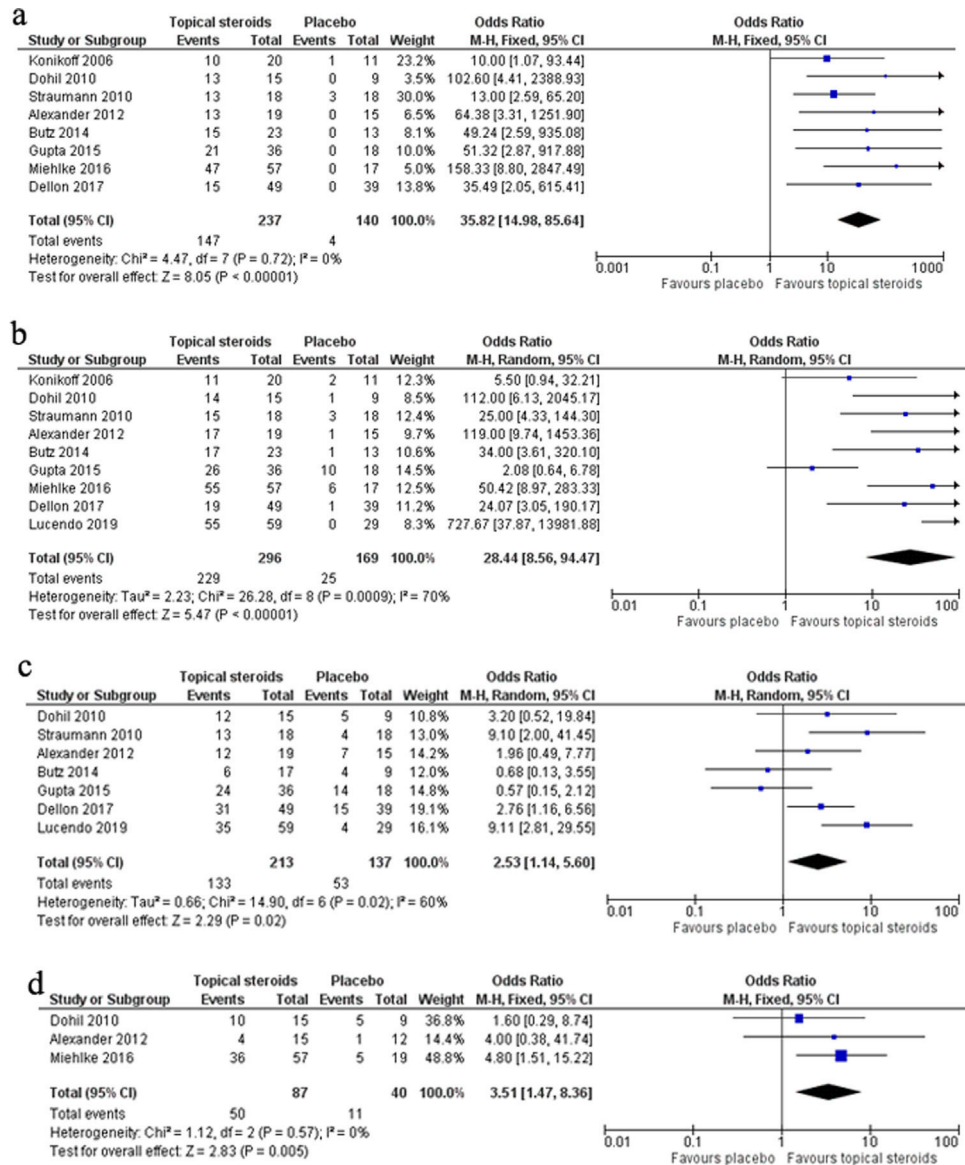 a
Topical steroids Placebo Odds Ratio Odds Ratio
Study or Subgroup Events Total Events Total Weight M-H, Fixed, 95% CI M-H, Fixed, 95% CI
Konikoff 2006 10 20 1 11 23.2% 10.00 [1.07, 93.44]
Dohil 2010 13 15 0 9 3.5% 102.60 [4.41, 2388.93]
Straumann 2010 13 18 3 18 30.0% 13.00 [2.59, 65.20]
Alexander 2012 13 19 0 15 6.5% 64.38 [3.31, 1251.90]
Butz 2014 15 23 0 13 8.1% 49.24 [2.59, 935.08]
Gupta 2015 21 36 0 18 10.0% 51.32 [2.87, 917.88]
Miehlke 2016 47 57 0 17 5.0% 158.33 [8.80, 2847.49]
Dellon 2017 15 49 0 39 13.8% 35.49 [2.05, 615.41]
Total (95% CI) 237 140 100.0% 35.82 [14.98, 85.64]
Total events 147 4
Heterogeneity: Chi² = 4.47, df = 7 (P = 0.72); I² = 0%
Test for overall effect: Z = 8.05 (P < 0.00001)
0.001 0.1 1 10 1000
Favours placebo Favours topical steroids
b
Topical steroids Placebo Odds Ratio Odds Ratio
Study or Subgroup Events Total Events Total Weight M-H, Random, 95% CI M-H, Random, 95% CI
Konikoff 2006 11 20 2 11 12.3% 5.50 [0.94, 32.21]
Dohil 2010 14 15 1 9 8.5% 112.00 [6.13, 2045.17]
Straumann 2010 15 18 3 18 12.4% 25.00 [4.33, 144.30]
Alexander 2012 17 19 1 15 9.7% 119.00 [9.74, 1453.36]
Butz 2014 17 23 1 13 10.6% 34.00 [3.61, 320.10]
Gupta 2015 26 36 10 18 14.5% 2.08 [0.64, 6.78]
Miehlke 2016 55 57 6 17 12.5% 50.42 [8.97, 283.33]
Dellon 2017 19 49 1 39 11.2% 24.07 [3.05, 190.17]
Lucendo 2019 55 59 0 29 8.3% 727.67 [37.87, 13981.88]
Total (95% CI) 296 169 100.0% 28.44 [8.56, 94.47]
Total events 229 25
Heterogeneity: Tau² = 2.23; Chi² = 26.28, df = 8 (P = 0.0009); I² = 70%
Test for overall effect: Z = 5.47 (P < 0.00001)
0.01 0.1 1 10 100
Favours placebo Favours topical steroids
c
Topical steroids Placebo Odds Ratio Odds Ratio
Study or Subgroup Events Total Events Total Weight M-H, Random, 95% CI M-H, Random, 95% CI
Dohil 2010 12 15 5 9 10.8% 3.20 [0.52, 19.84]
Straumann 2010 13 18 4 18 13.0% 9.10 [2.00, 41.45]
Alexander 2012 12 19 7 15 14.2% 1.96 [0.49, 7.77]
Butz 2014 6 17 4 9 12.0% 0.68 [0.13, 3.55]
Gupta 2015 24 36 14 18 14.9% 0.57 [0.15, 2.12]
Dellon 2017 31 49 15 39 19.1% 2.76 [1.16, 6.56]
Lucendo 2019 35 59 4 29 16.1% 9.11 [2.81, 29.55]
Total (95% CI) 213 137 100.0% 2.53 [1.14, 5.60]
Total events 133 53
Heterogeneity: Tau² = 0.66; Chi² = 14.90, df = 6 (P = 0.02); I² = 60%
Test for overall effect: Z = 2.29 (P = 0.02)
0.01 0.1 1 10 100
Favours placebo Favours topical steroids
d
Topical steroids Placebo Odds Ratio Odds Ratio
Study or Subgroup Events Total Events Total Weight M-H, Fixed, 95% CI M-H, Fixed, 95% CI
Dohil 2010 10 15 5 9 36.8% 1.60 [0.29, 8.74]
Alexander 2012 4 15 1 12 14.4% 4.00 [0.38, 41.74]
Miehlke 2016 36 57 5 19 48.8% 4.80 [1.51, 15.22]
Total (95% CI) 87 40 100.0% 3.51 [1.47, 8.36]
Total events 50 11
Heterogeneity: Chi² = 1.12, df = 2 (P = 0.57); I² = 0%
Test for overall effect: Z = 2.83 (P = 0.005)
0.01 0.1 1 10 100
Favours placebo Favours topical steroids